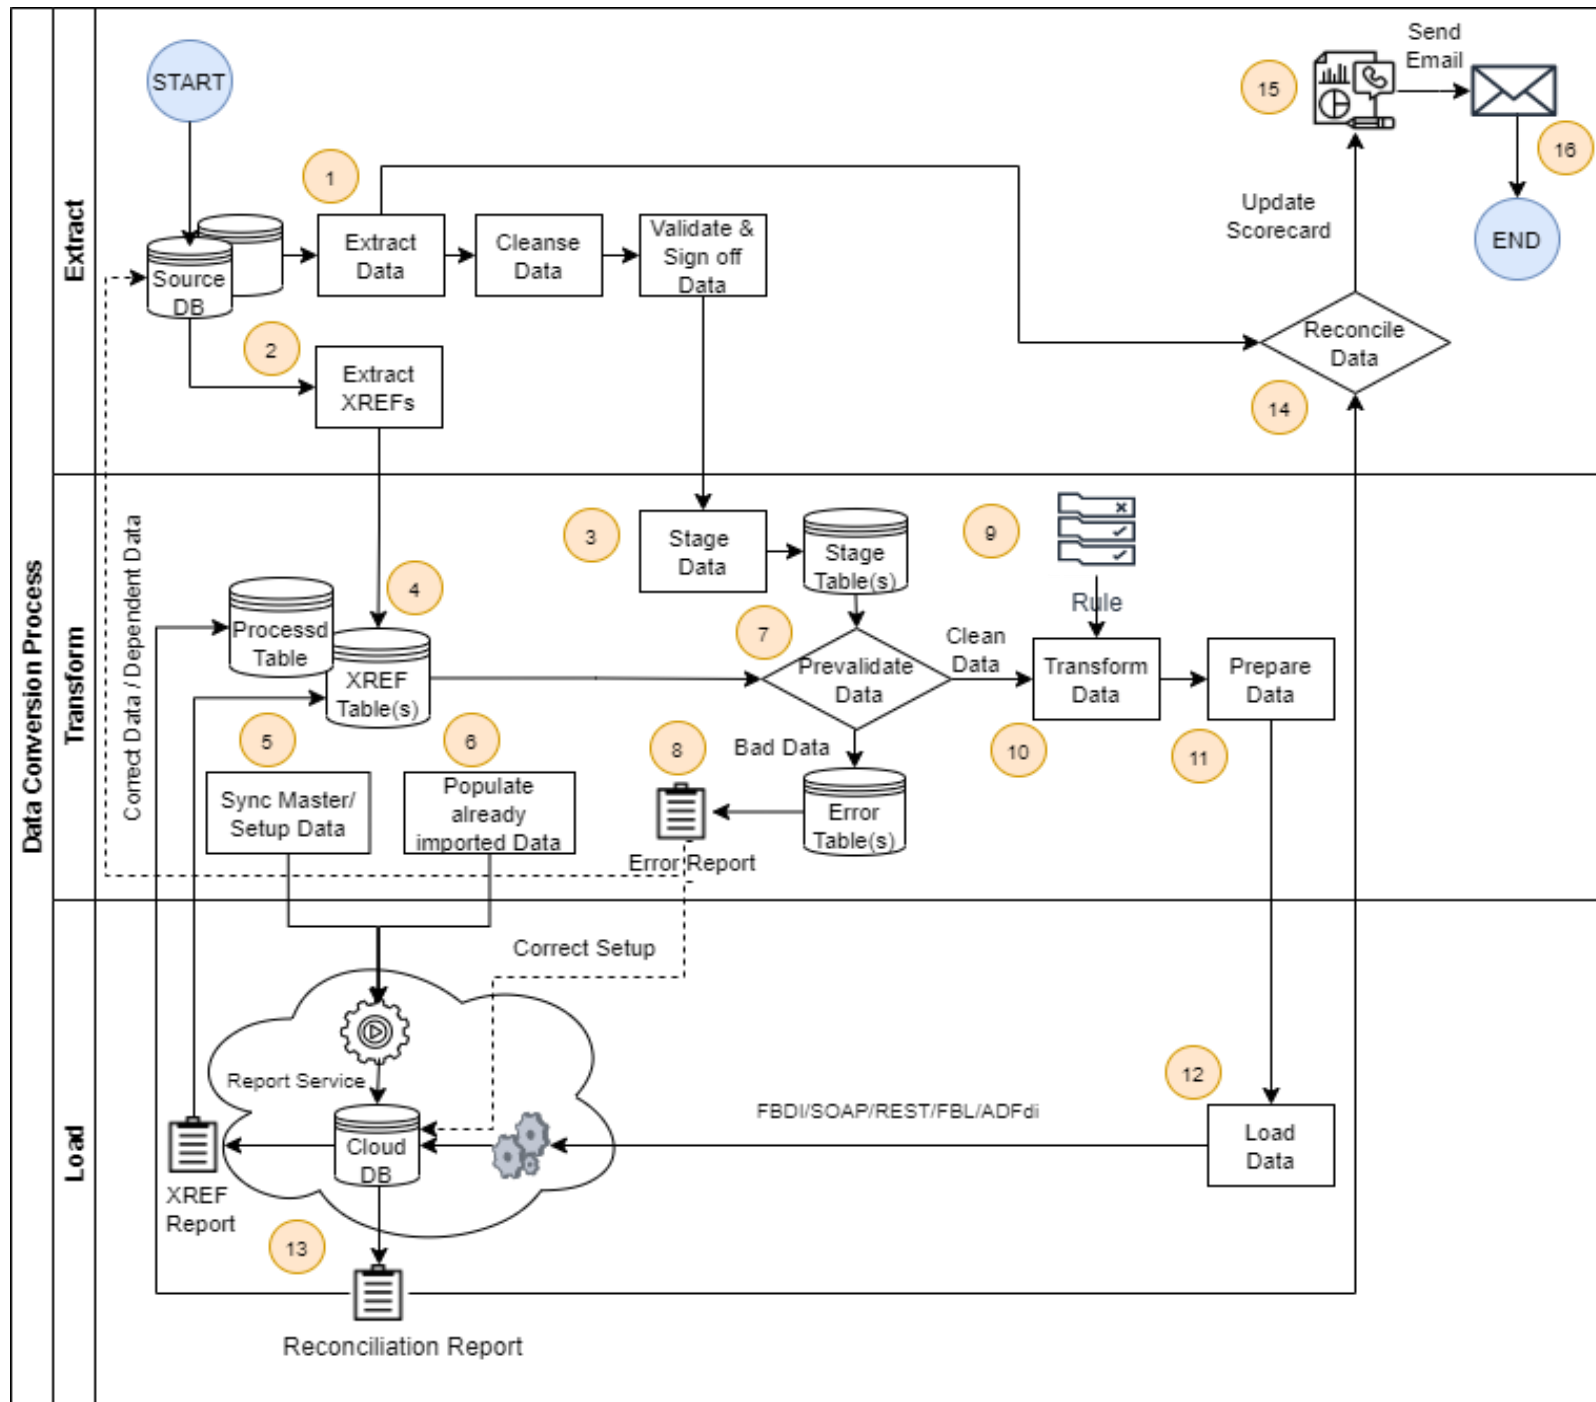 Data Conversion Process
Extract
START
1
Extract
Data
Cleanse
Data
Validate &
Sign off
Data
Source
DB
2
Extract
XREFs
15
Send
Email
16
Update
Scorecard
END
Reconcile
Data
14
Transform
Correct Data / Dependent Data
3
Stage
Data
Stage
Table(s)
9
Rule
4
Processd
Table
XREF
Table(s)
7
Prevalidate
Data
Clean
Data
Transform
Data
Prepare
Data
5
6
8
Bad Data
10
11
Sync Master/
Setup Data
Populate
already
imported Data
Error Report
Error
Table(s)
Load
Correct Setup
Report Service
Cloud
DB
FBDI/SOAP/REST/FBL/ADFdi
12
Load
Data
XREF
Report
13
Reconciliation Report